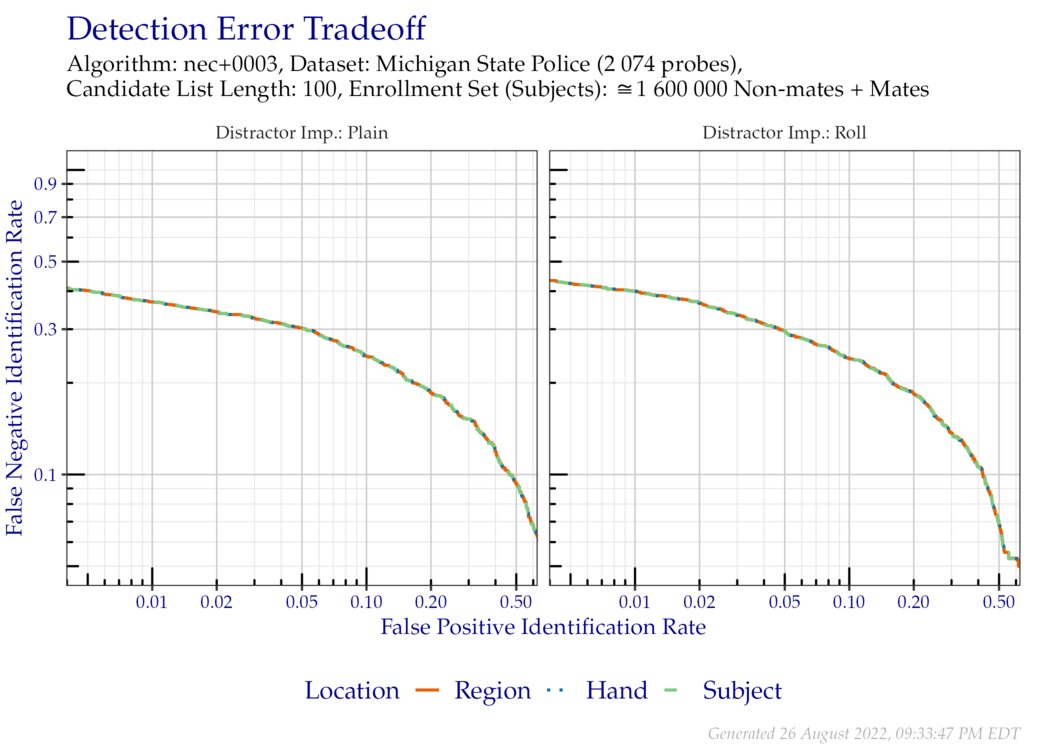 Detection Error Tradeoff
Algorithm: nec+0003, Dataset: Michigan State Police (2 074 probes),
Candidate List Length: 100, Enrollment Set (Subjects): ≅1 600 000 Non-mates + Mates
Distractor Imp.: Plain
Distractor Imp.: Roll
False Negative Identification Rate
0.9
0.7
0.5
0.3
0.1
0.01 0.02 0.05 0.10 0.20 0.50
0.01 0.02 0.05 0.10 0.20 0.50
False Positive Identification Rate
Location Region Hand Subject
Generated 26 August 2022, 09:33:47 PM EDT